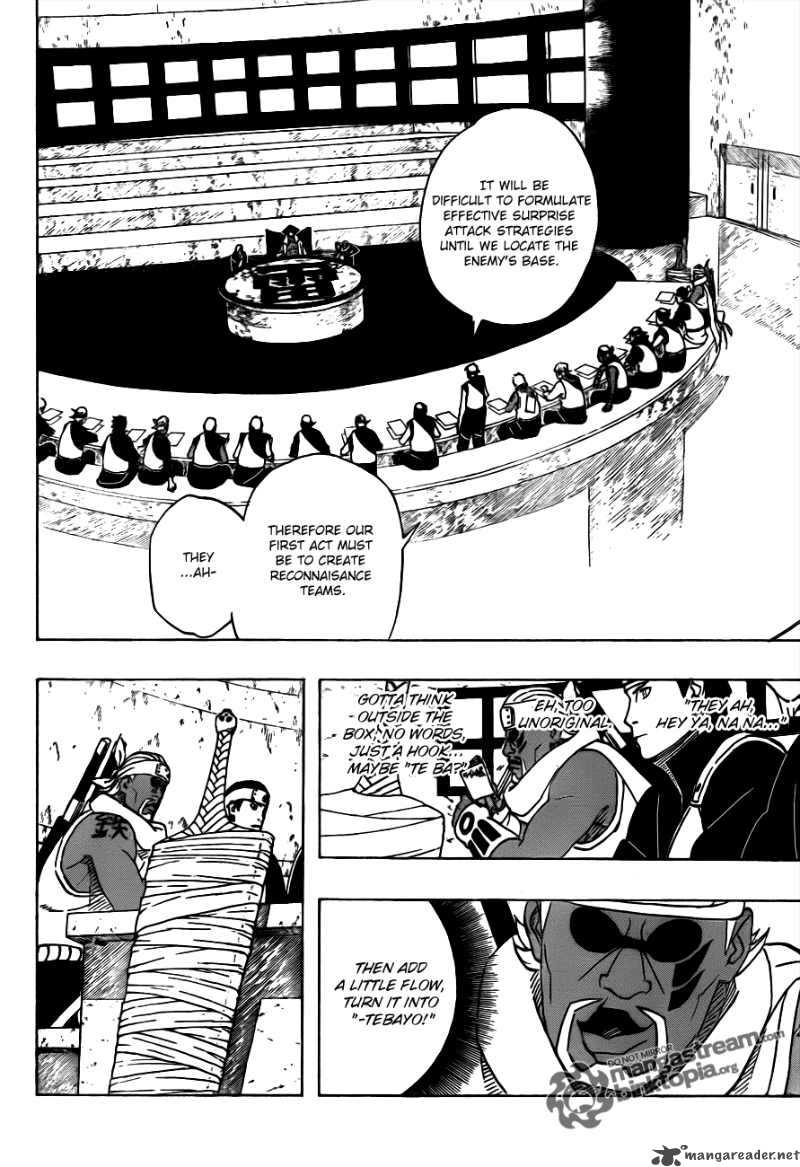 IT WILL BE
DIFFICULT TO FORMULATE
EFFECTIVE SURPRISE
ATTACK STRATEGIES
UNTIL WE LOCATE THE
ENEMY'S BASE.
雷
THEREFORE OUR
FIRST ACT MUST
BE TO CREATE
RECONNAISANCE
TEAMS.
THEY
...AH-
"THEY AH,
HEY YA, NA NA..."
EH, TOO
UNORIGINAL.
GOTTA THINK
- OUTSIDE THE
BOX, NO WORDS,
JUST A HOOK...
MAYBE "TE BA?"
鉄
THEN ADD
A LITTLE FLOW,
TURN IT INTO
"-TEBAYO!"
DO NOT MIRROR
mangastream.com
binktopia.org
mangareader.net